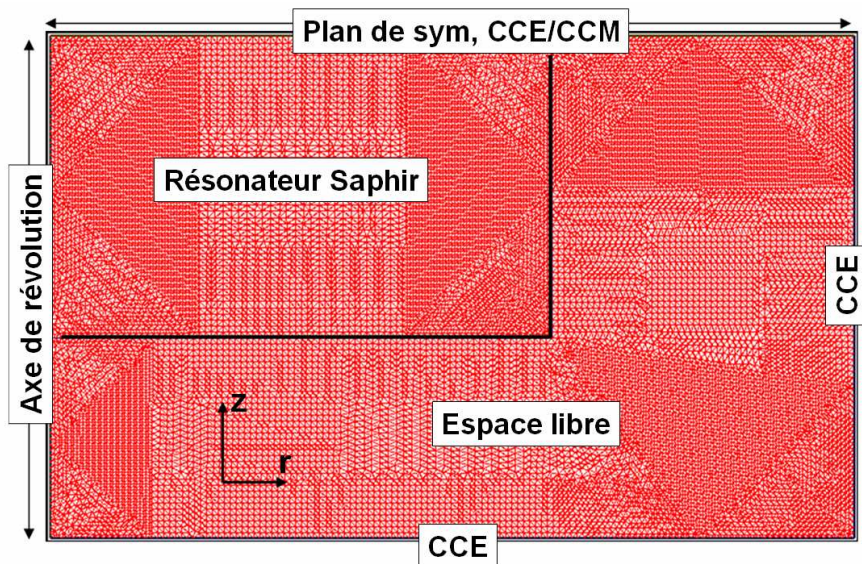 Plan de sym, CCE/CCM
Résonateur Saphir
Axe de révolution
CCE
Espace libre
z
r
CCE